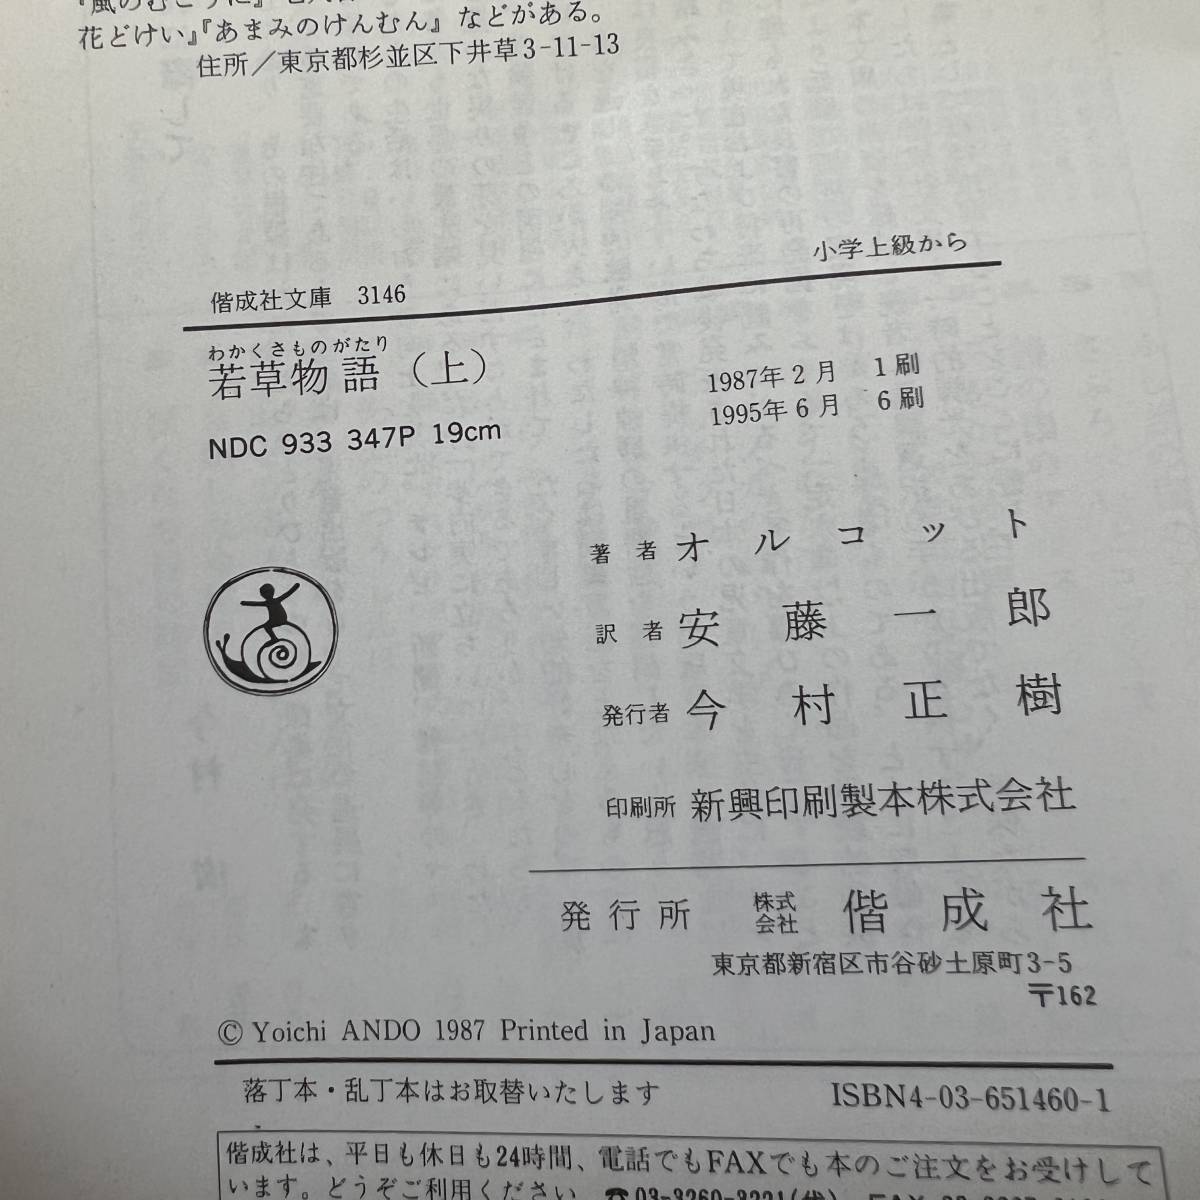 『風のむこうに』
花どけい』『あまみのけんむん』などがある。
住所／東京都杉並区下井草3-11-13
小学上級から
偕成社文庫 3146
わかくさものがたり
若草物語（上）
NDC 933 347P 19cm
1987年2月 1刷
1995年6月 6刷
著者 オルコット
訳者 安藤一郎
発行者 今村正樹
印刷所 新興印刷製本株式会社
発行所 株式会社 偕成社
東京都新宿区市谷砂土原町3-5
〒162
© Yoichi ANDO 1987 Printed in Japan
落丁本・乱丁本はお取替いたします ISBN4-03-651460-1
偕成社は、平日も休日も24時間、電話でもFAXでも本のご注文をお受けして
います。どうぞご利用ください ☎03-3260-3221(代)